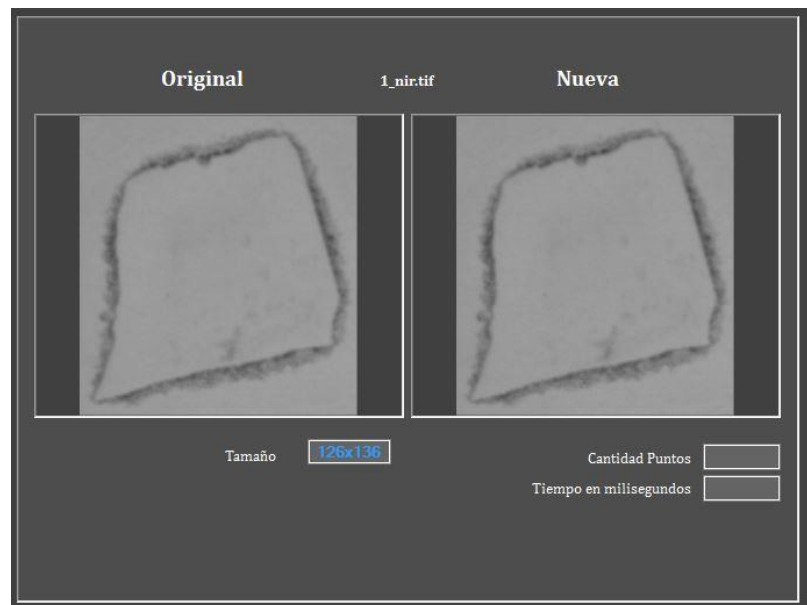 Original 1_nir.tif Nueva
Tamaño 126x136
Cantidad Puntos
Tiempo en milisegundos